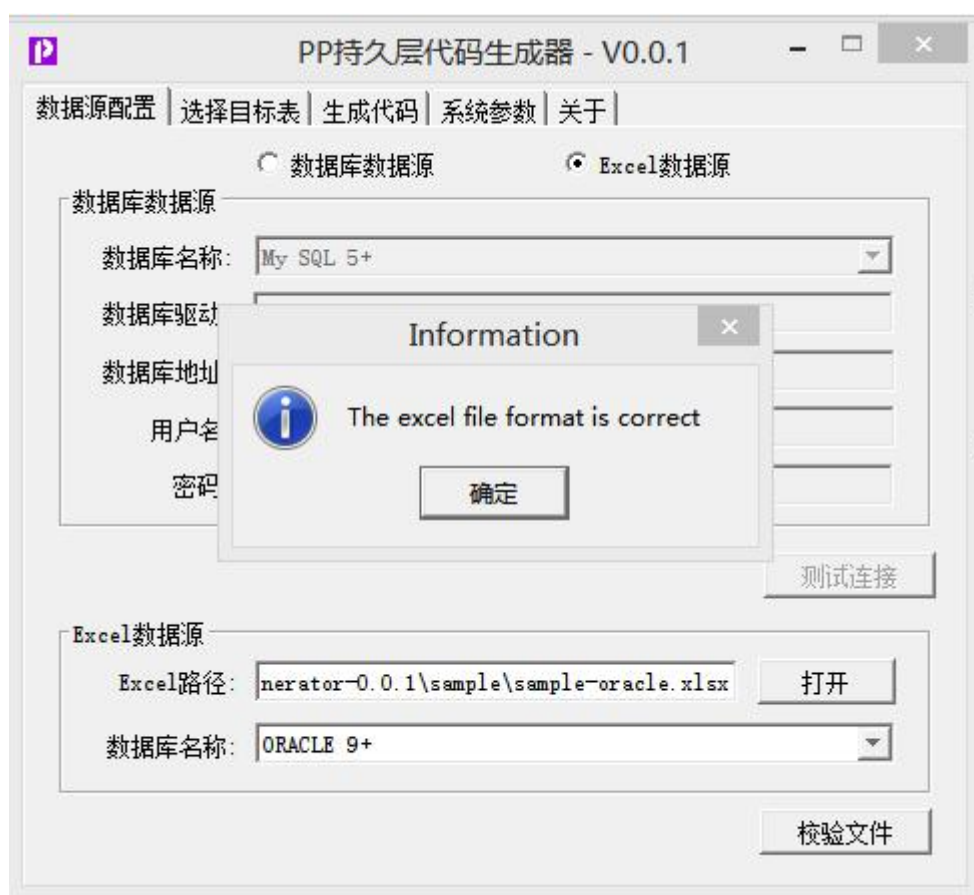 PP持久层代码生成器 - V0.0.1
数据源配置 选择目标表 生成代码 系统参数 关于
数据库数据源 Excel数据源
数据库数据源
数据库名称: My SQL 5+
数据库驱动
Information
数据库地址
The excel file format is correct
用户名
确定
密码
测试连接
Excel数据源
Excel路径: nerator-0.0.1\sample\sample-oracle.xlsx 打开
数据库名称: ORACLE 9+
校验文件